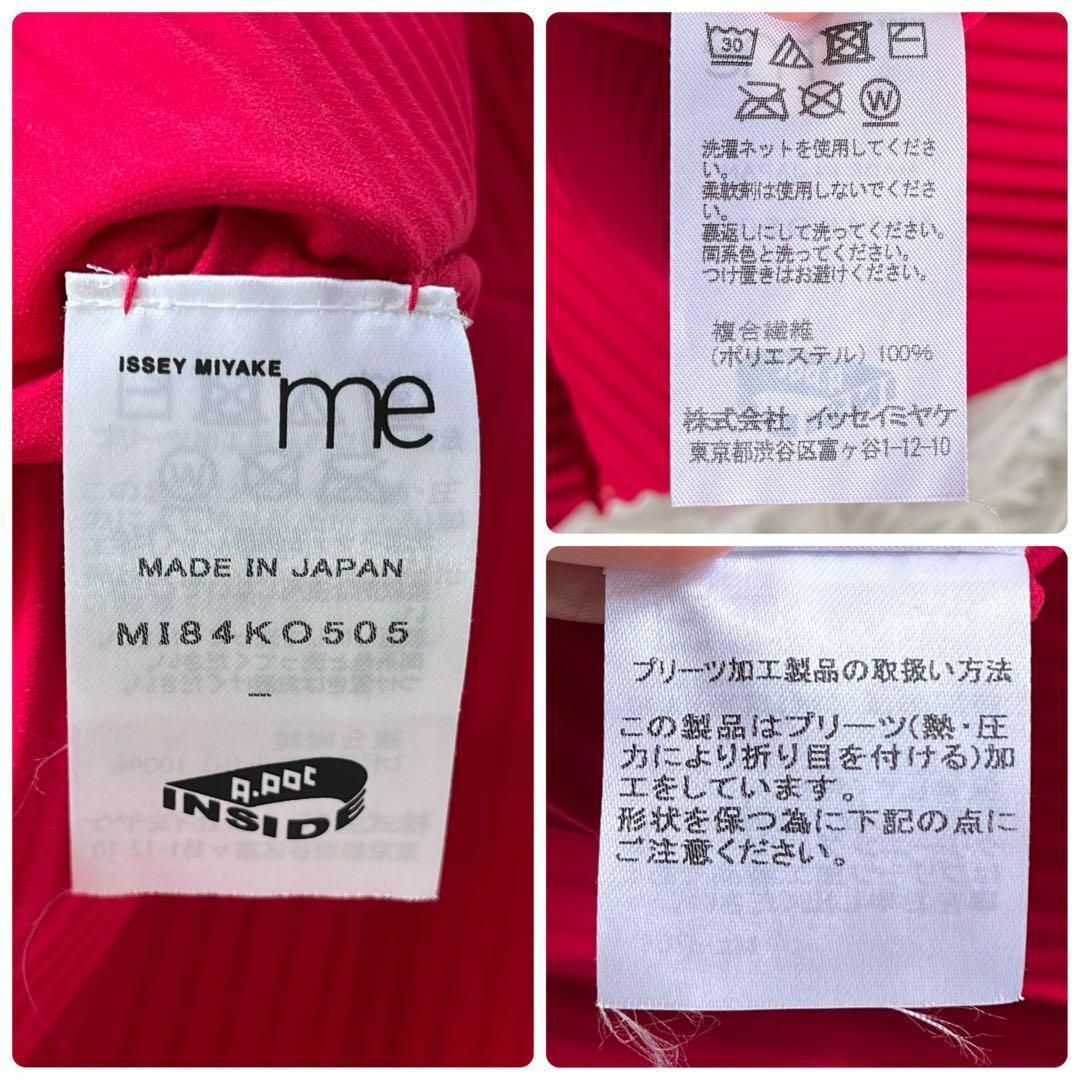 ISSEY MIYAKE
me
MADE IN JAPAN
MI84KO505
A-POC
INSIDE
30
W
洗濯ネットを使用してくださ
い。
柔軟剤は使用しないでくださ
い。
裏返しにして洗ってください。
同系色と洗ってください。
つけ置きはお避けください。
複合繊維
(ポリエステル) 100%
株式会社 イッセイミヤケ
東京都渋谷区富ヶ谷1-12-10
プリーツ加工製品の取扱い方法
この製品はプリーツ(熱・圧
力により折り目を付ける)加
工をしています。
形状を保つ為に下記の点に
ご注意ください。